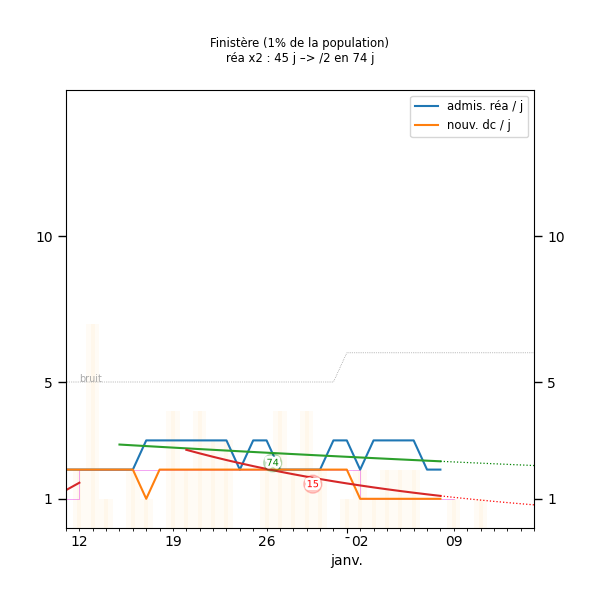 Finistère (1% de la population)
réa x2 : 45 j –> /2 en 74 j
admis. réa / j
nouv. dc / j
10
10
bruit
5
5
74
15
1
1
12
19
26
02
09
janv.